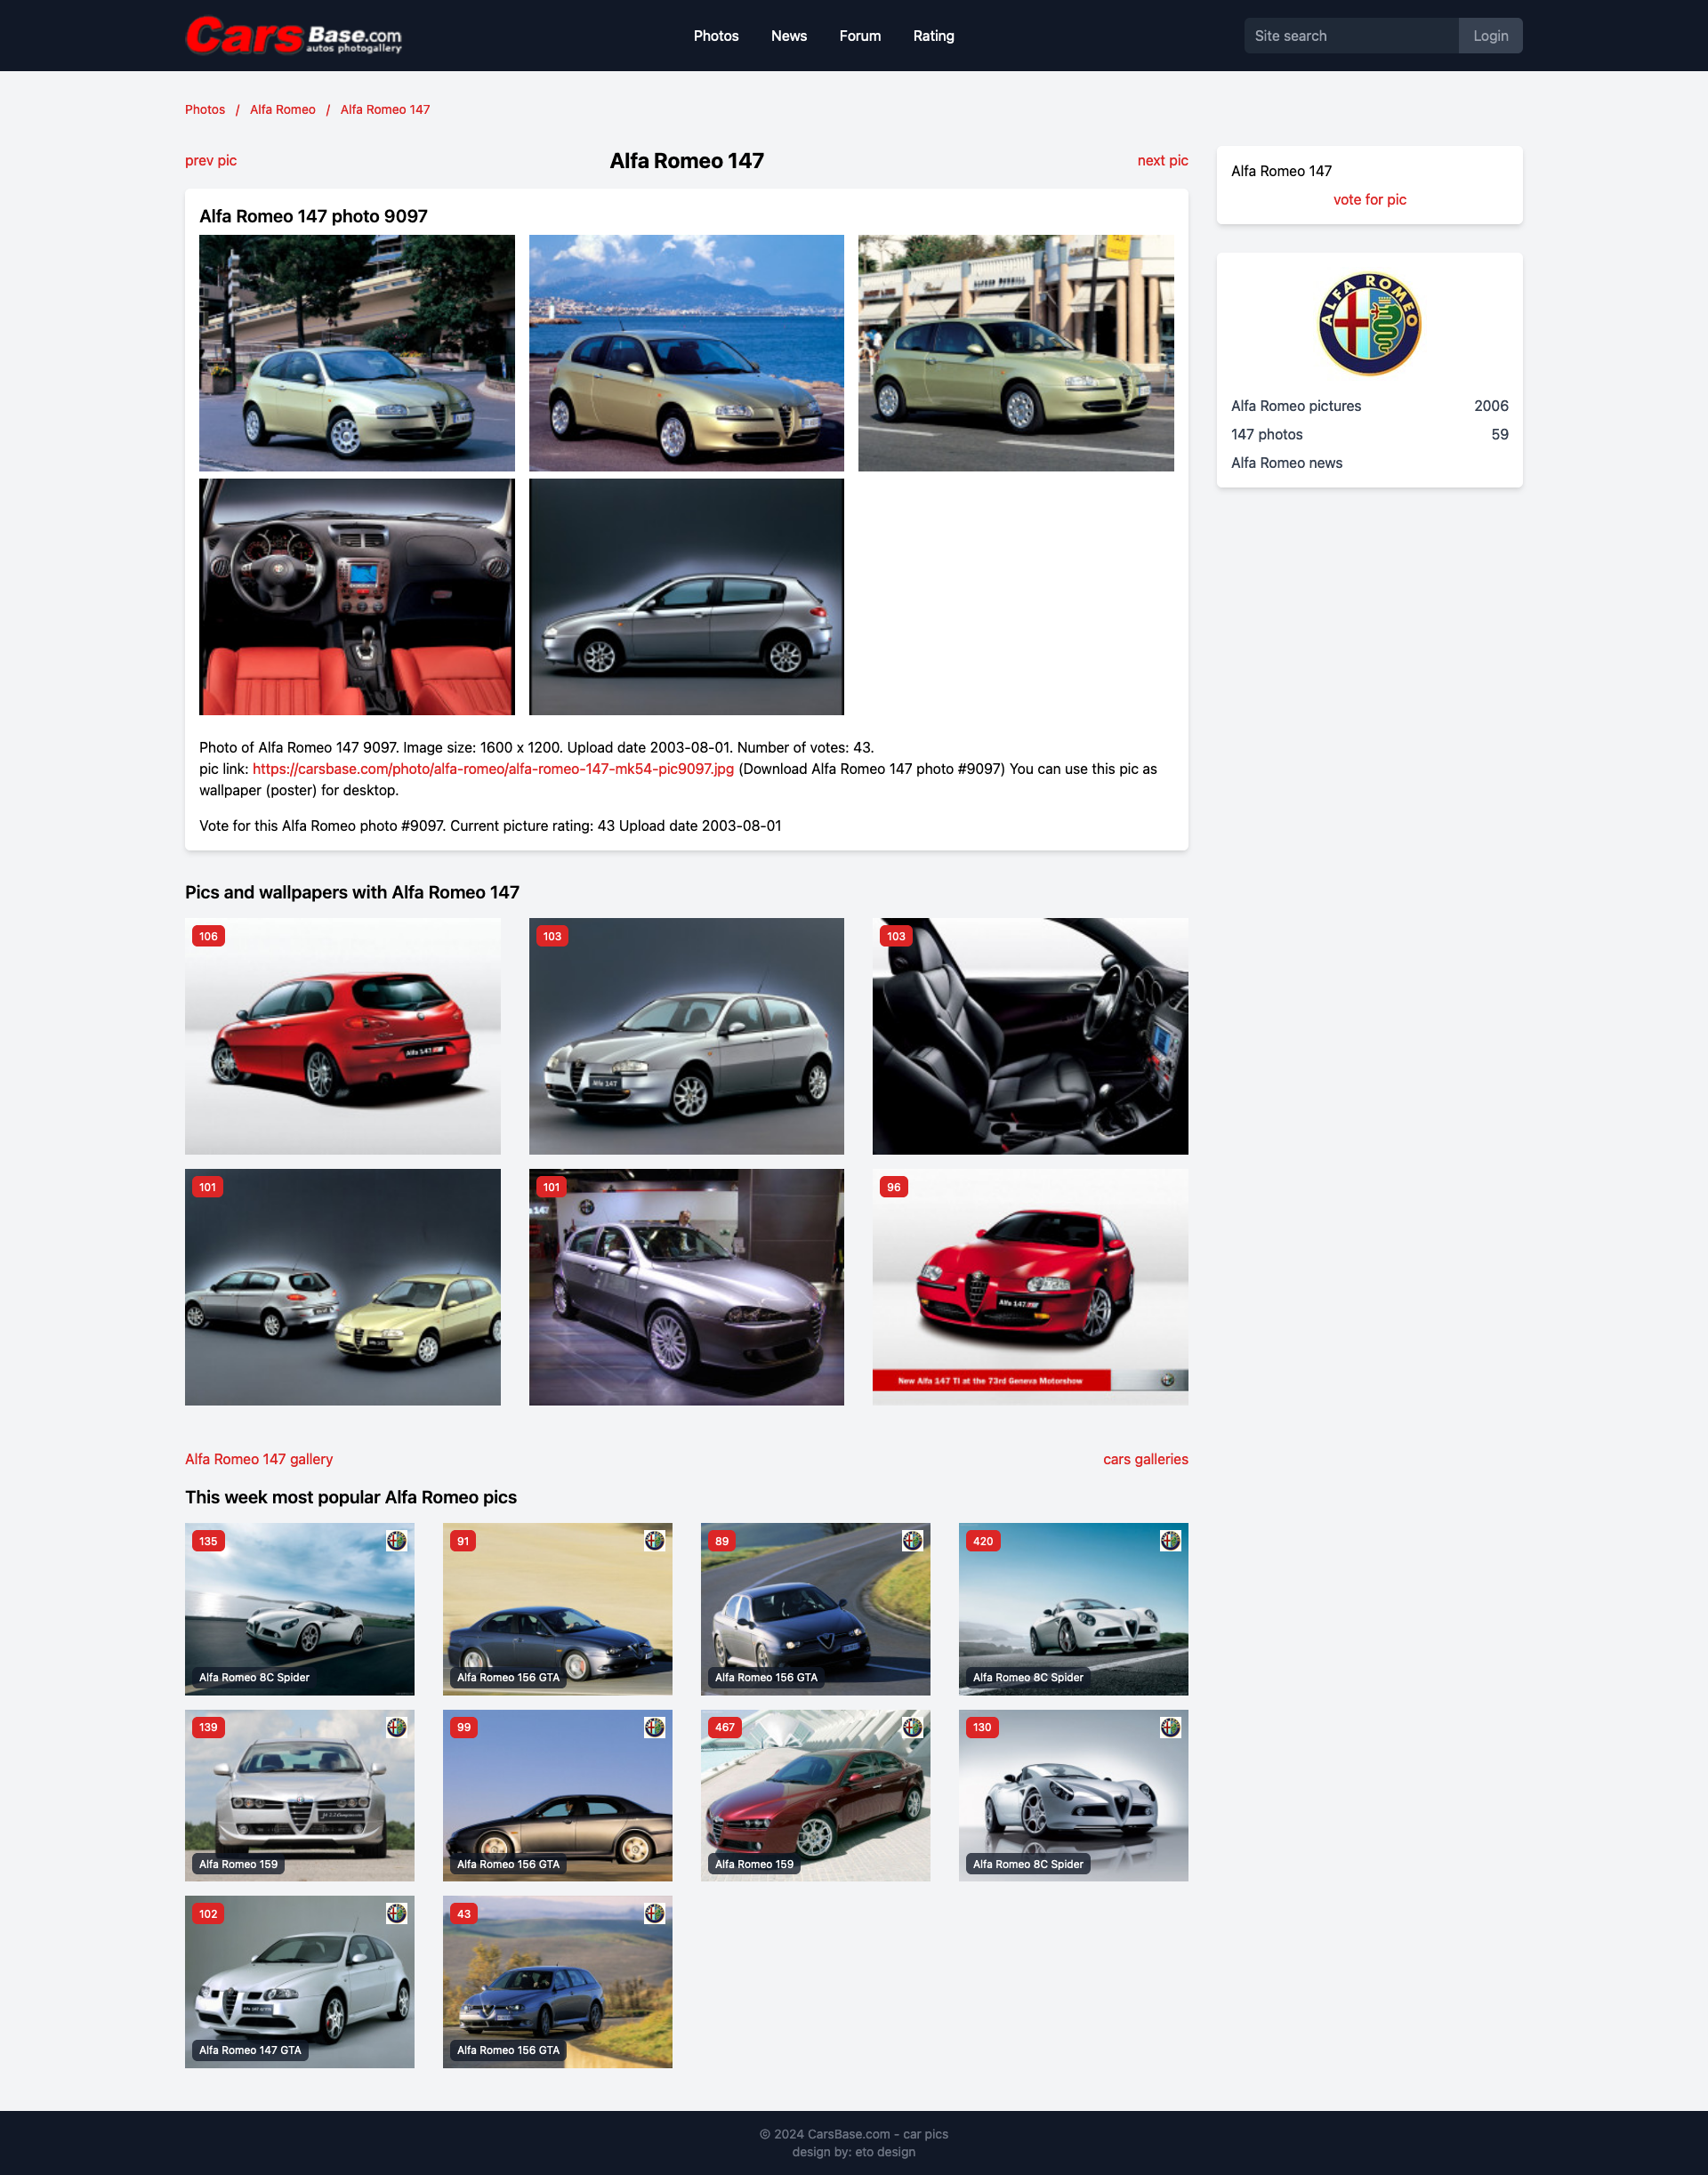 Cars Base.com
autos photogallery
Photos
News
Forum
Rating
Site search
Login
Photos / Alfa Romeo / Alfa Romeo 147
prev pic
Alfa Romeo 147
next pic
Alfa Romeo 147
vote for pic
Alfa Romeo 147 photo 9097
TAXI
ALFA ROMEO
Alfa Romeo pictures 2006
147 photos 59
Alfa Romeo news
Photo of Alfa Romeo 147 9097. Image size: 1600 x 1200. Upload date 2003-08-01. Number of votes: 43.
pic link: https://carsbase.com/photo/alfa-romeo/alfa-romeo-147-mk54-pic9097.jpg (Download Alfa Romeo 147 photo #9097) You can use this pic as
wallpaper (poster) for desktop.
Vote for this Alfa Romeo photo #9097. Current picture rating: 43 Upload date 2003-08-01
Pics and wallpapers with Alfa Romeo 147
106
Alfa 147
103
Alfa 147
103
101
101
147
96
Alfa 147
New Alfa 147 TI at the 73rd Geneva Motorshow
Alfa Romeo 147 gallery
cars galleries
This week most popular Alfa Romeo pics
135
Alfa Romeo 8C Spider
91
Alfa Romeo 156 GTA
89
Alfa Romeo 156 GTA
420
Alfa Romeo 8C Spider
139
Alfa Romeo 159
99
Alfa Romeo 156 GTA
467
Alfa Romeo 159
130
Alfa Romeo 8C Spider
102
Alfa Romeo 147 GTA
43
Alfa Romeo 156 GTA
© 2024 CarsBase.com - car pics
design by: eto design